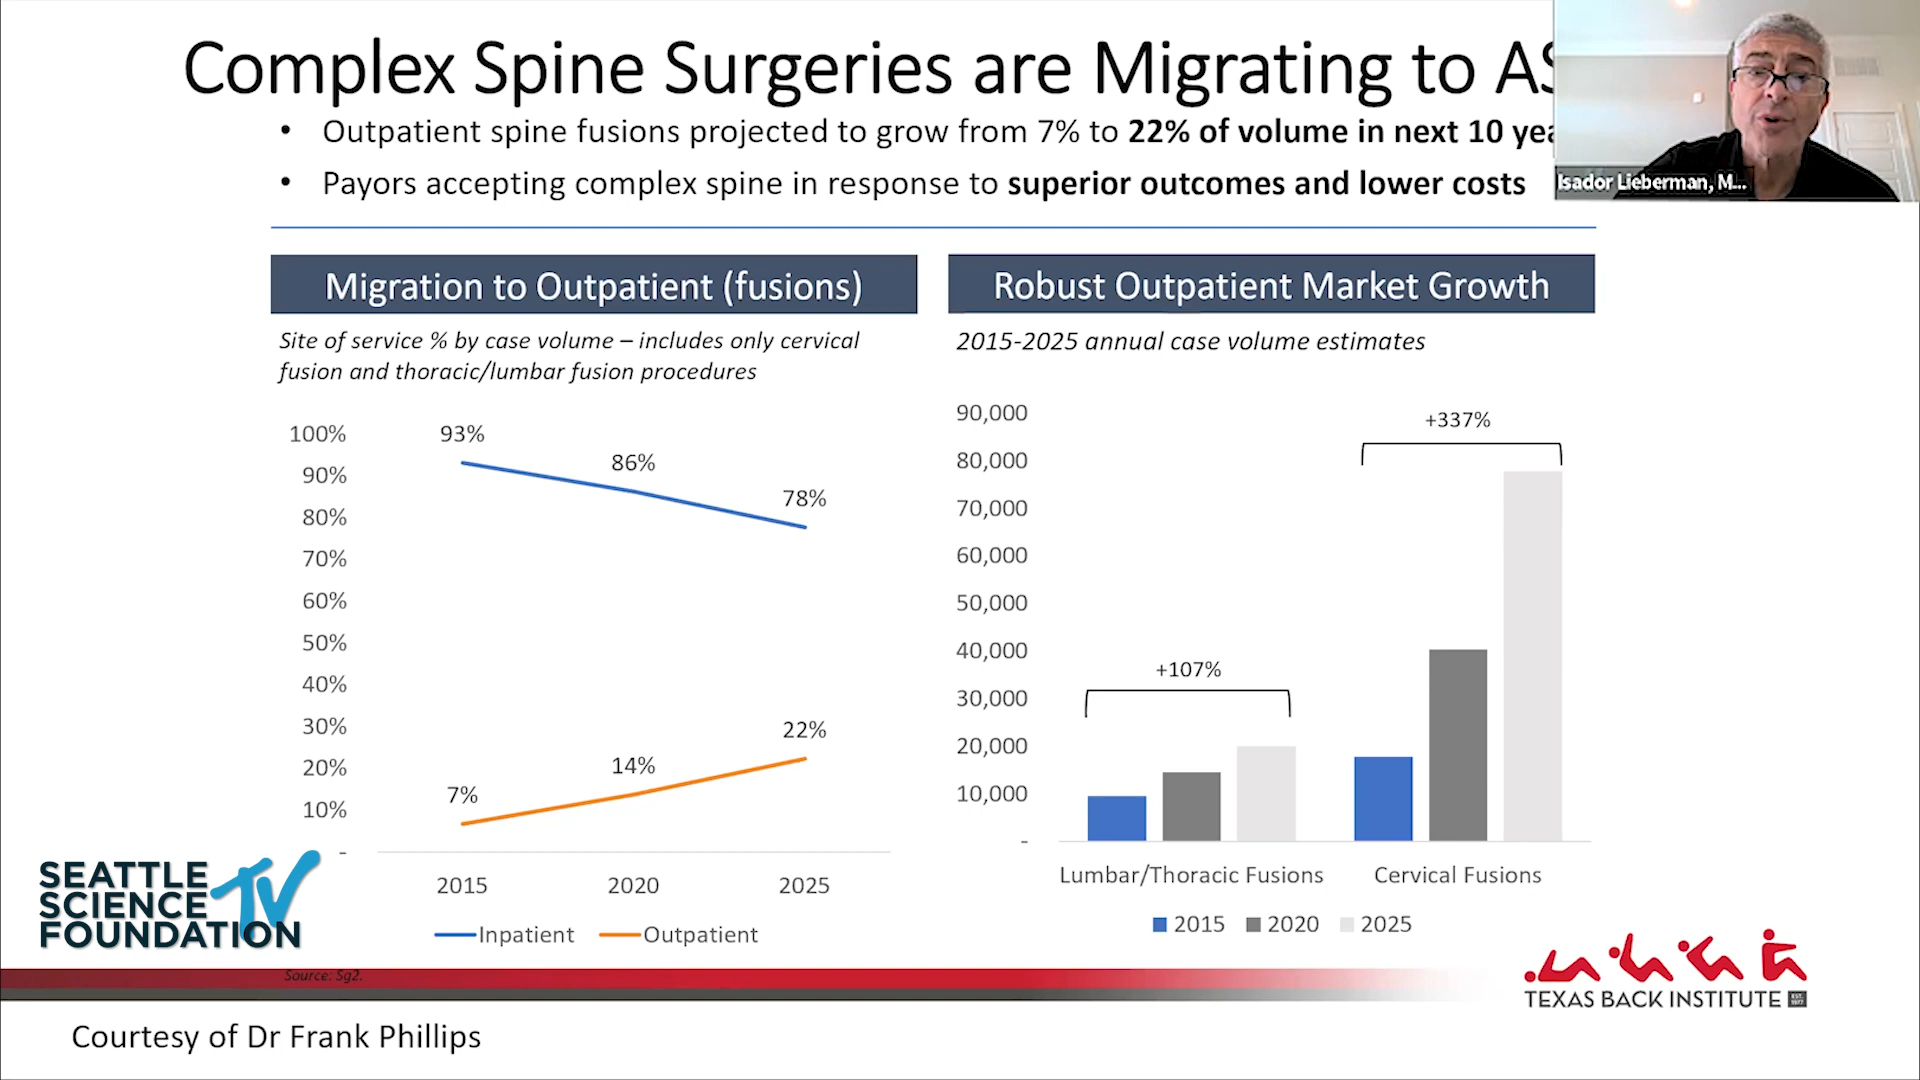 Complex Spine Surgeries are Migrating to AS
• Outpatient spine fusions projected to grow from 7% to 22% of volume in next 10 yea
• Payors accepting complex spine in response to superior outcomes and lower costs
Isador Lieberman, M...
Migration to Outpatient (fusions)
Site of service % by case volume – includes only cervical
fusion and thoracic/lumbar fusion procedures
100%
90%
80%
70%
60%
50%
40%
30%
20%
10%
-
93%
86%
78%
7%
14%
22%
2015 2020 2025
Inpatient Outpatient
Robust Outpatient Market Growth
2015-2025 annual case volume estimates
90,000
80,000
70,000
60,000
50,000
40,000
30,000
20,000
10,000
-
+107%
+337%
Lumbar/Thoracic Fusions Cervical Fusions
2015 2020 2025
SEATTLE
SCIENCE
FOUNDATION
TV
Source: Sg2.
TEXAS BACK INSTITUTE EST. 1977
Courtesy of Dr Frank Phillips